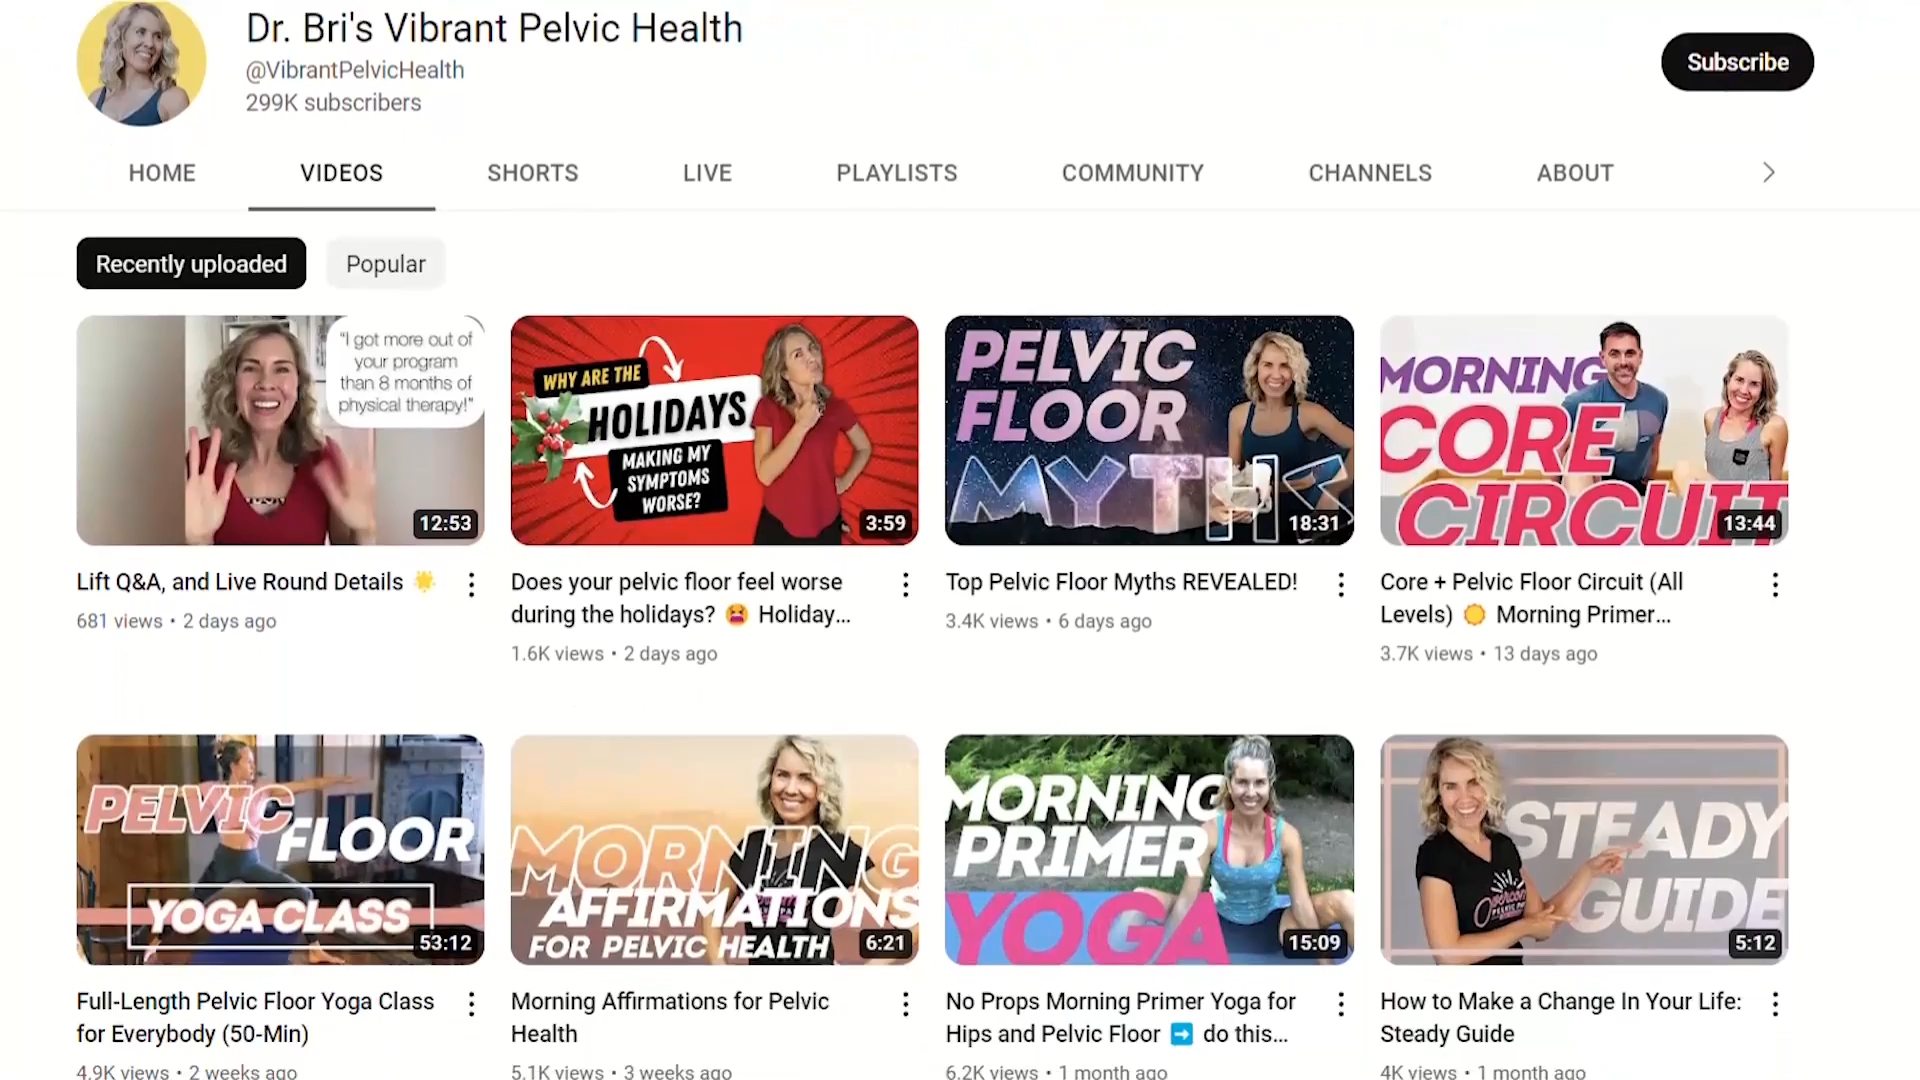 Dr. Bri's Vibrant Pelvic Health
@VibrantPelvicHealth
299K subscribers
Subscribe
HOME
VIDEOS
SHORTS
LIVE
PLAYLISTS
COMMUNITY
CHANNELS
ABOUT
Recently uploaded
Popular
"I got more out of
your program
than 8 months of
physical therapy!"
12:53
WHY ARE THE
HOLIDAYS
MAKING MY
SYMPTOMS
WORSE?
3:59
PELVIC
FLOOR
MYTHS
18:31
MORNING
CORE
CIRCUIT
13:44
Lift Q&A, and Live Round Details 🌟
681 views • 2 days ago
Does your pelvic floor feel worse
during the holidays? 😫 Holiday...
1.6K views • 2 days ago
Top Pelvic Floor Myths REVEALED!
3.4K views • 6 days ago
Core + Pelvic Floor Circuit (All
Levels) 🌞 Morning Primer...
3.7K views • 13 days ago
PELVIC
FLOOR
YOGA CLASS
53:12
MORNING
AFFIRMATIONS
FOR PELVIC HEALTH
6:21
MORNING
PRIMER
YOGA
15:09
STEADY
GUIDE
5:12
Full-Length Pelvic Floor Yoga Class
for Everybody (50-Min)
4.9K views • 2 weeks ago
Morning Affirmations for Pelvic
Health
5.1K views • 3 weeks ago
No Props Morning Primer Yoga for
Hips and Pelvic Floor ➡️ do this...
6.2K views • 1 month ago
How to Make a Change In Your Life:
Steady Guide
4K views • 1 month ago